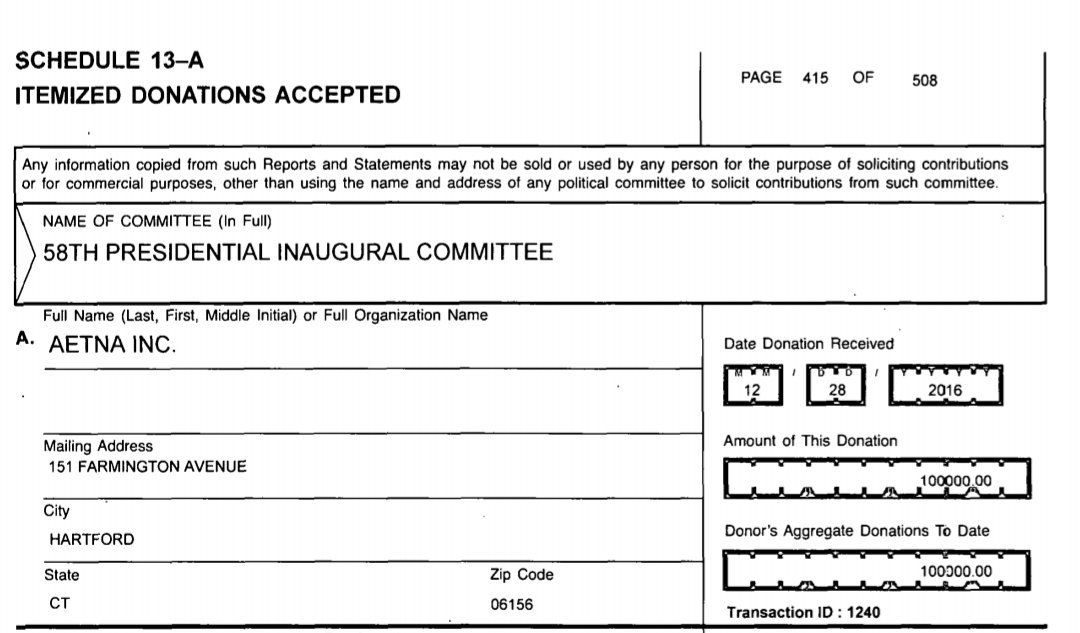 SCHEDULE 13–A
ITEMIZED DONATIONS ACCEPTED
PAGE 415 OF 508
Any information copied from such Reports and Statements may not be sold or used by any person for the purpose of soliciting contributions
or for commercial purposes, other than using the name and address of any political committee to solicit contributions from such committee.
NAME OF COMMITTEE (In Full)
58TH PRESIDENTIAL INAUGURAL COMMITTEE
Full Name (Last, First, Middle Initial) or Full Organization Name
A. AETNA INC.
Mailing Address
151 FARMINGTON AVENUE
City
HARTFORD
State Zip Code
CT 06156
Date Donation Received
M M / D D / Y Y Y Y
12 28 2016
Amount of This Donation
100000.00
Donor's Aggregate Donations To Date
100000.00
Transaction ID : 1240